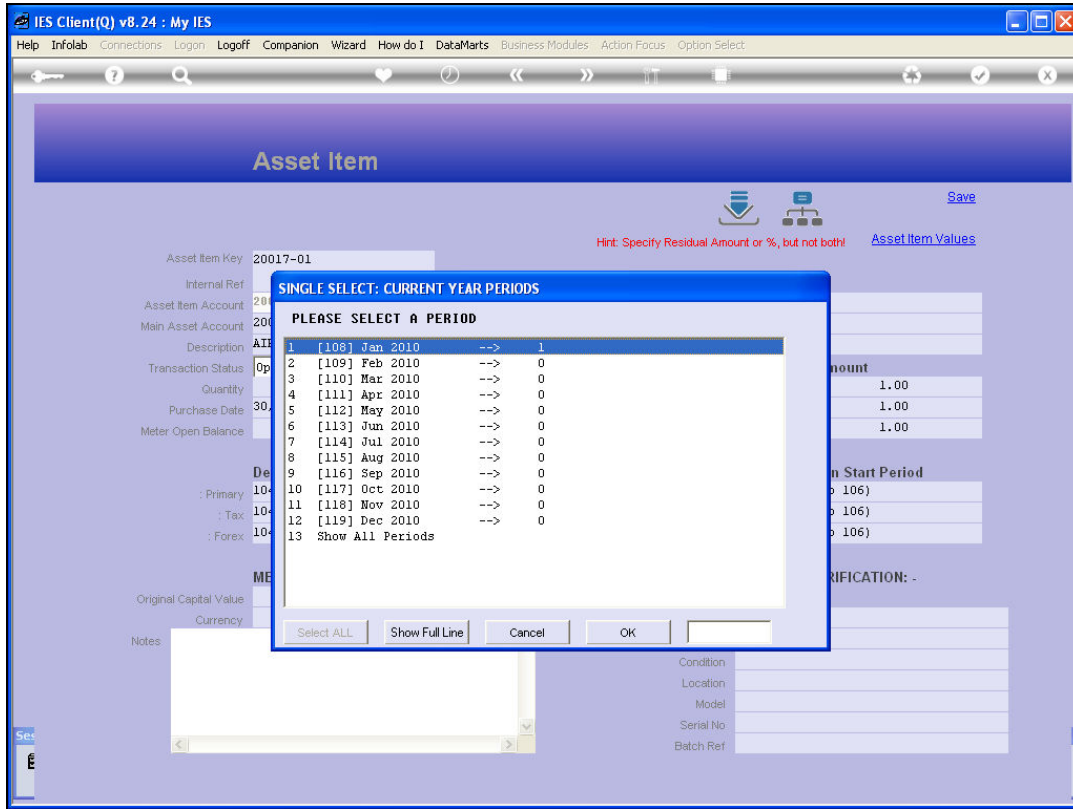 IES Client(Q) v8.24 : My IES
Help Infolab Connections Logon Logoff Companion Wizard How do I DataMarts Business Modules Action Focus Option Select
Asset Item
Save
Hint: Specify Residual Amount or %, but not both!
Asset Item Values
Asset Item Key 20017-01
Internal Ref
Asset Item Account
Main Asset Account
Description
Transaction Status
Quantity
Purchase Date 30,
Meter Open Balance
1.00
1.00
1.00
Start Period
: Primary
106)
: Tax
106)
: Forex
106)
Original Capital Value
Currency
Notes
Condition
Location
Model
Serial No
Batch Ref
SINGLE SELECT: CURRENT YEAR PERIODS
PLEASE SELECT A PERIOD
1 [108] Jan 2010 --> 1
2 [109] Feb 2010 --> 0
3 [110] Mar 2010 --> 0
4 [111] Apr 2010 --> 0
5 [112] May 2010 --> 0
6 [113] Jun 2010 --> 0
7 [114] Jul 2010 --> 0
8 [115] Aug 2010 --> 0
9 [116] Sep 2010 --> 0
10 [117] Oct 2010 --> 0
11 [118] Nov 2010 --> 0
12 [119] Dec 2010 --> 0
13 Show All Periods
Select ALL Show Full Line Cancel OK